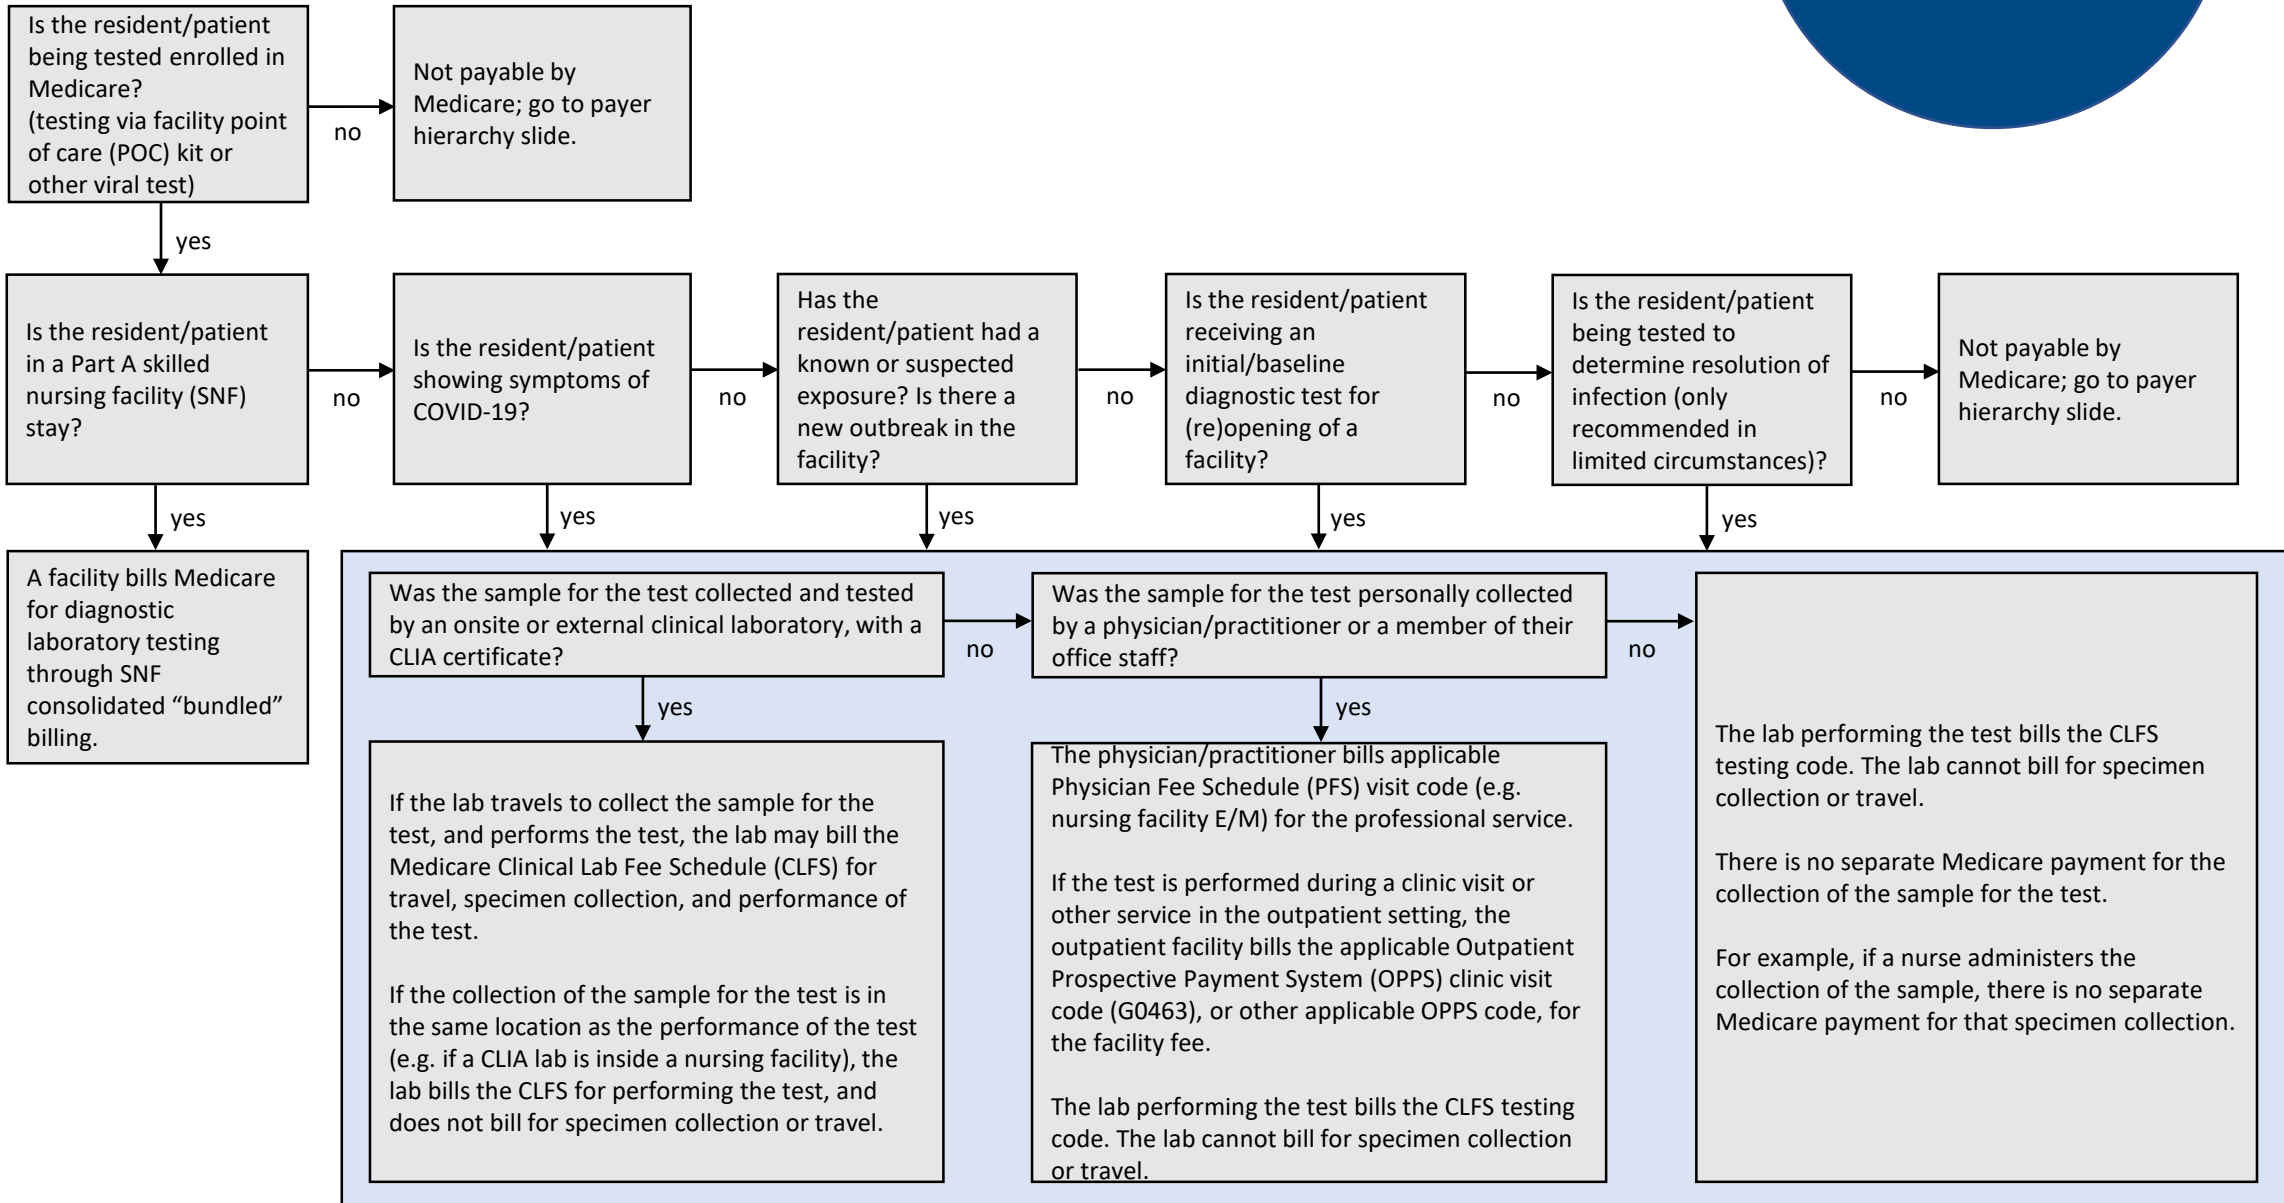 Is the resident/patient
being tested enrolled in
Medicare?
(testing via facility point
of care (POC) kit or
other viral test)
no
Not payable by
Medicare; go to payer
hierarchy slide.
yes
Is the resident/patient
in a Part A skilled
nursing facility (SNF)
stay?
no
Is the resident/patient
showing symptoms of
COVID-19?
no
Has the
resident/patient had a
known or suspected
exposure? Is there a
new outbreak in the
facility?
no
Is the resident/patient
receiving an
initial/baseline
diagnostic test for
(re)opening of a
facility?
no
Is the resident/patient
being tested to
determine resolution of
infection (only
recommended in
limited circumstances)?
no
Not payable by
Medicare; go to payer
hierarchy slide.
yes
yes
yes
yes
yes
A facility bills Medicare
for diagnostic
laboratory testing
through SNF
consolidated “bundled”
billing.
Was the sample for the test collected and tested
by an onsite or external clinical laboratory, with a
CLIA certificate?
no
Was the sample for the test personally collected
by a physician/practitioner or a member of their
office staff?
no
yes
yes
If the lab travels to collect the sample for the
test, and performs the test, the lab may bill the
Medicare Clinical Lab Fee Schedule (CLFS) for
travel, specimen collection, and performance of
the test.
If the collection of the sample for the test is in
the same location as the performance of the test
(e.g. if a CLIA lab is inside a nursing facility), the
lab bills the CLFS for performing the test, and
does not bill for specimen collection or travel.
The physician/practitioner bills applicable
Physician Fee Schedule (PFS) visit code (e.g.
nursing facility E/M) for the professional service.
If the test is performed during a clinic visit or
other service in the outpatient setting, the
outpatient facility bills the applicable Outpatient
Prospective Payment System (OPPS) clinic visit
code (G0463), or other applicable OPPS code, for
the facility fee.
The lab performing the test bills the CLFS testing
code. The lab cannot bill for specimen collection
or travel.
The lab performing the test bills the CLFS
testing code. The lab cannot bill for specimen
collection or travel.
There is no separate Medicare payment for the
collection of the sample for the test.
For example, if a nurse administers the
collection of the sample, there is no separate
Medicare payment for that specimen collection.